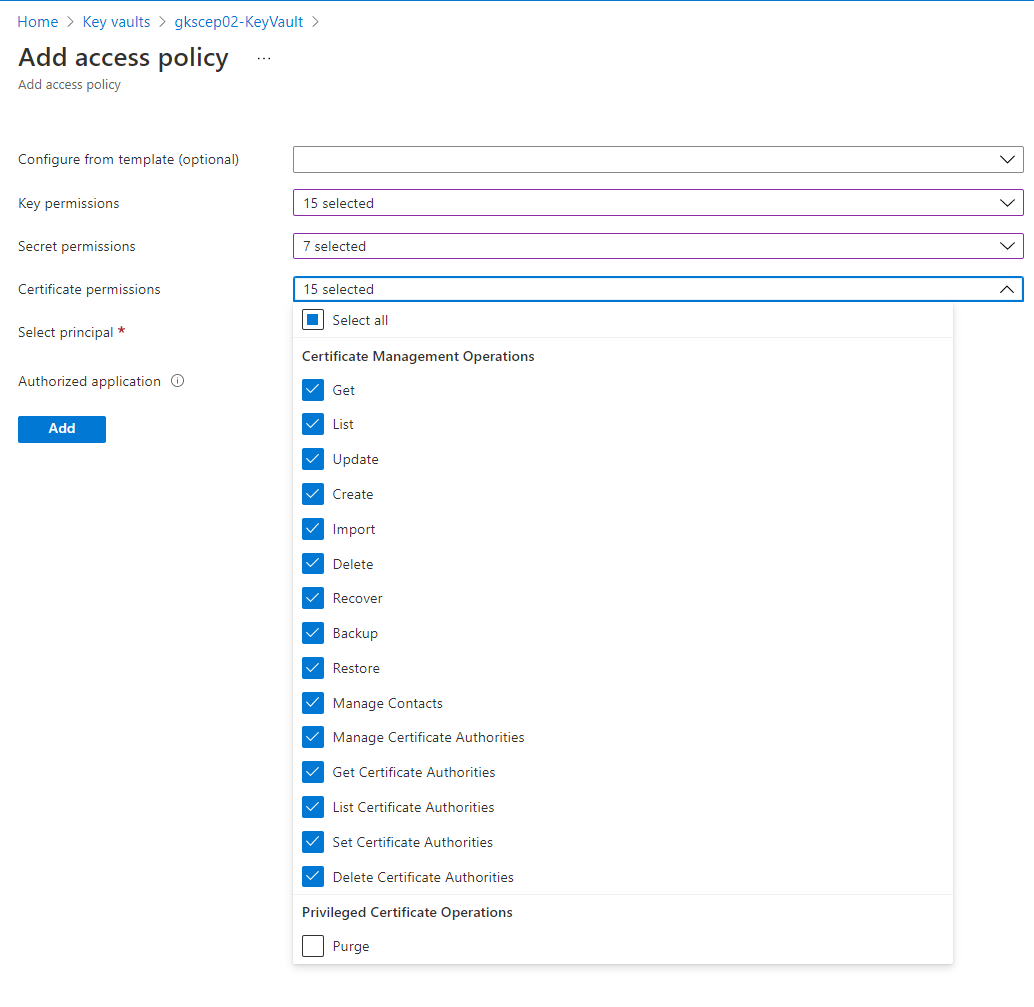 Home > Key vaults > gkscep02-KeyVault >
Add access policy ...
Add access policy
Configure from template (optional)
Key permissions 15 selected
Secret permissions 7 selected
Certificate permissions 15 selected
Select all
Select principal *
Certificate Management Operations
Authorized application
Get
Add
List
Update
Create
Import
Delete
Recover
Backup
Restore
Manage Contacts
Manage Certificate Authorities
Get Certificate Authorities
List Certificate Authorities
Set Certificate Authorities
Delete Certificate Authorities
Privileged Certificate Operations
Purge